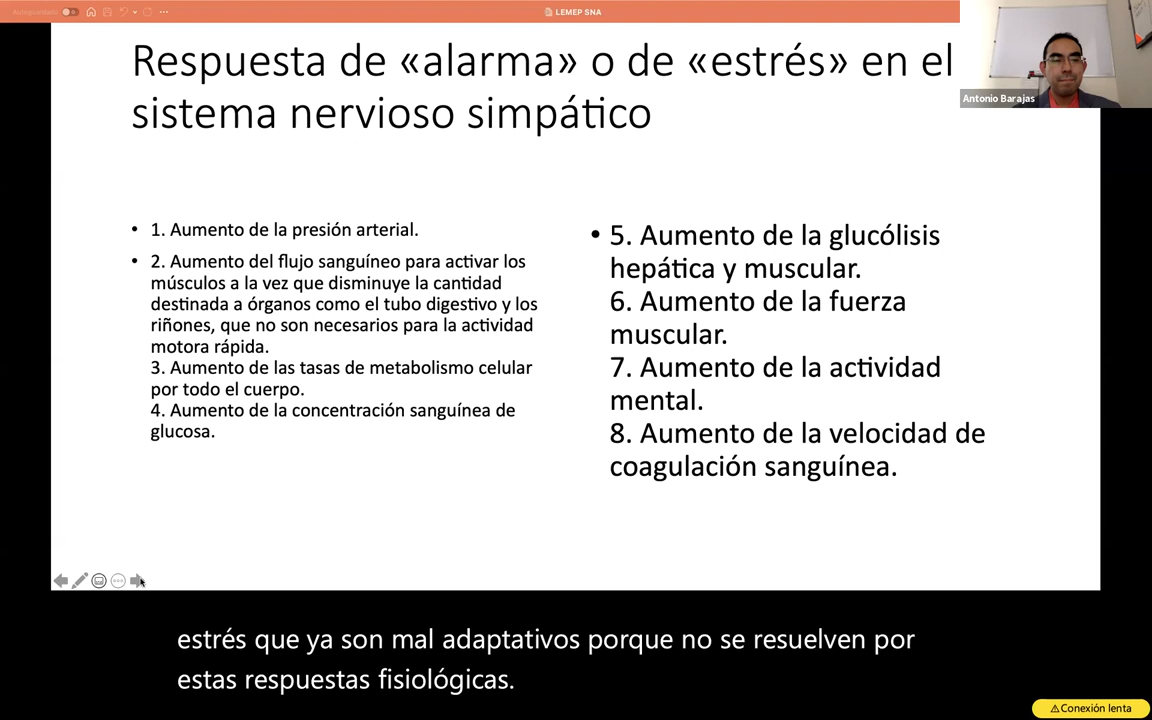 Autoguardado
LEMEP SNA
Respuesta de «alarma» o de «estrés» en el
sistema nervioso simpático
Antonio Barajas
• 1. Aumento de la presión arterial.
• 2. Aumento del flujo sanguíneo para activar los
músculos a la vez que disminuye la cantidad
destinada a órganos como el tubo digestivo y los
riñones, que no son necesarios para la actividad
motora rápida.
3. Aumento de las tasas de metabolismo celular
por todo el cuerpo.
4. Aumento de la concentración sanguínea de
glucosa.
• 5. Aumento de la glucólisis
hepática y muscular.
6. Aumento de la fuerza
muscular.
7. Aumento de la actividad
mental.
8. Aumento de la velocidad de
coagulación sanguínea.
estrés que ya son mal adaptativos porque no se resuelven por
estas respuestas fisiológicas.
⚠Conexión lenta